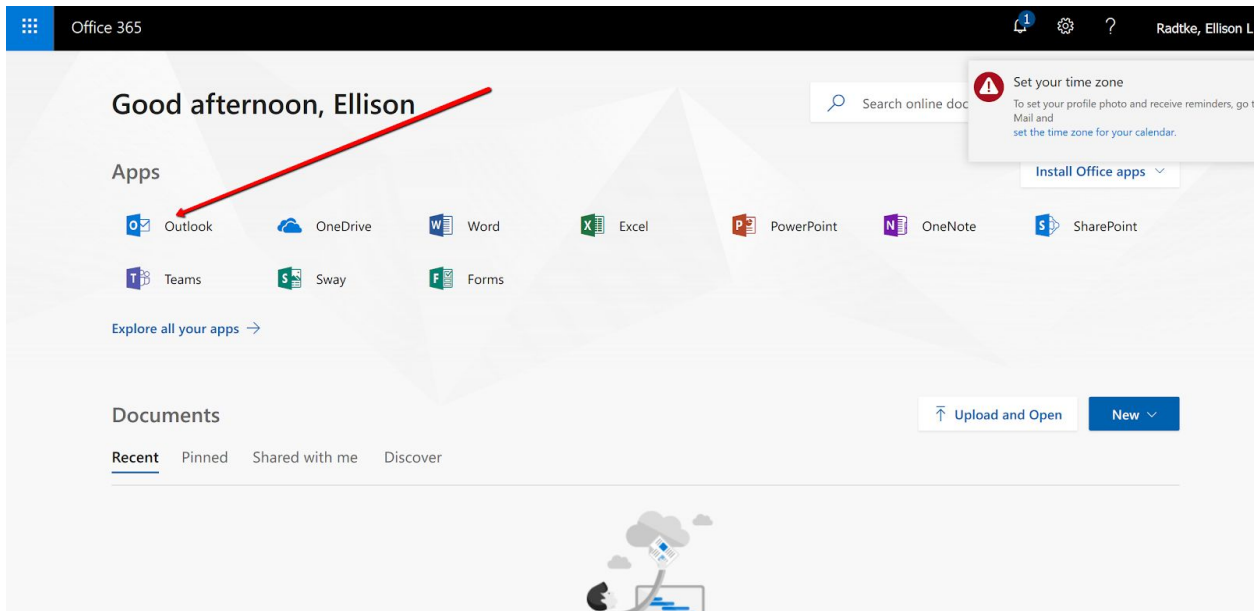 Office 365
1
?
Radtke, Ellison L
Set your time zone
To set your profile photo and receive reminders, go t
Mail and
set the time zone for your calendar.
Good afternoon, Ellison
Search online doc
Install Office apps
Apps
Outlook
OneDrive
Word
Excel
PowerPoint
OneNote
SharePoint
Teams
Sway
Forms
Explore all your apps →
Documents
Upload and Open
New
Recent
Pinned
Shared with me
Discover